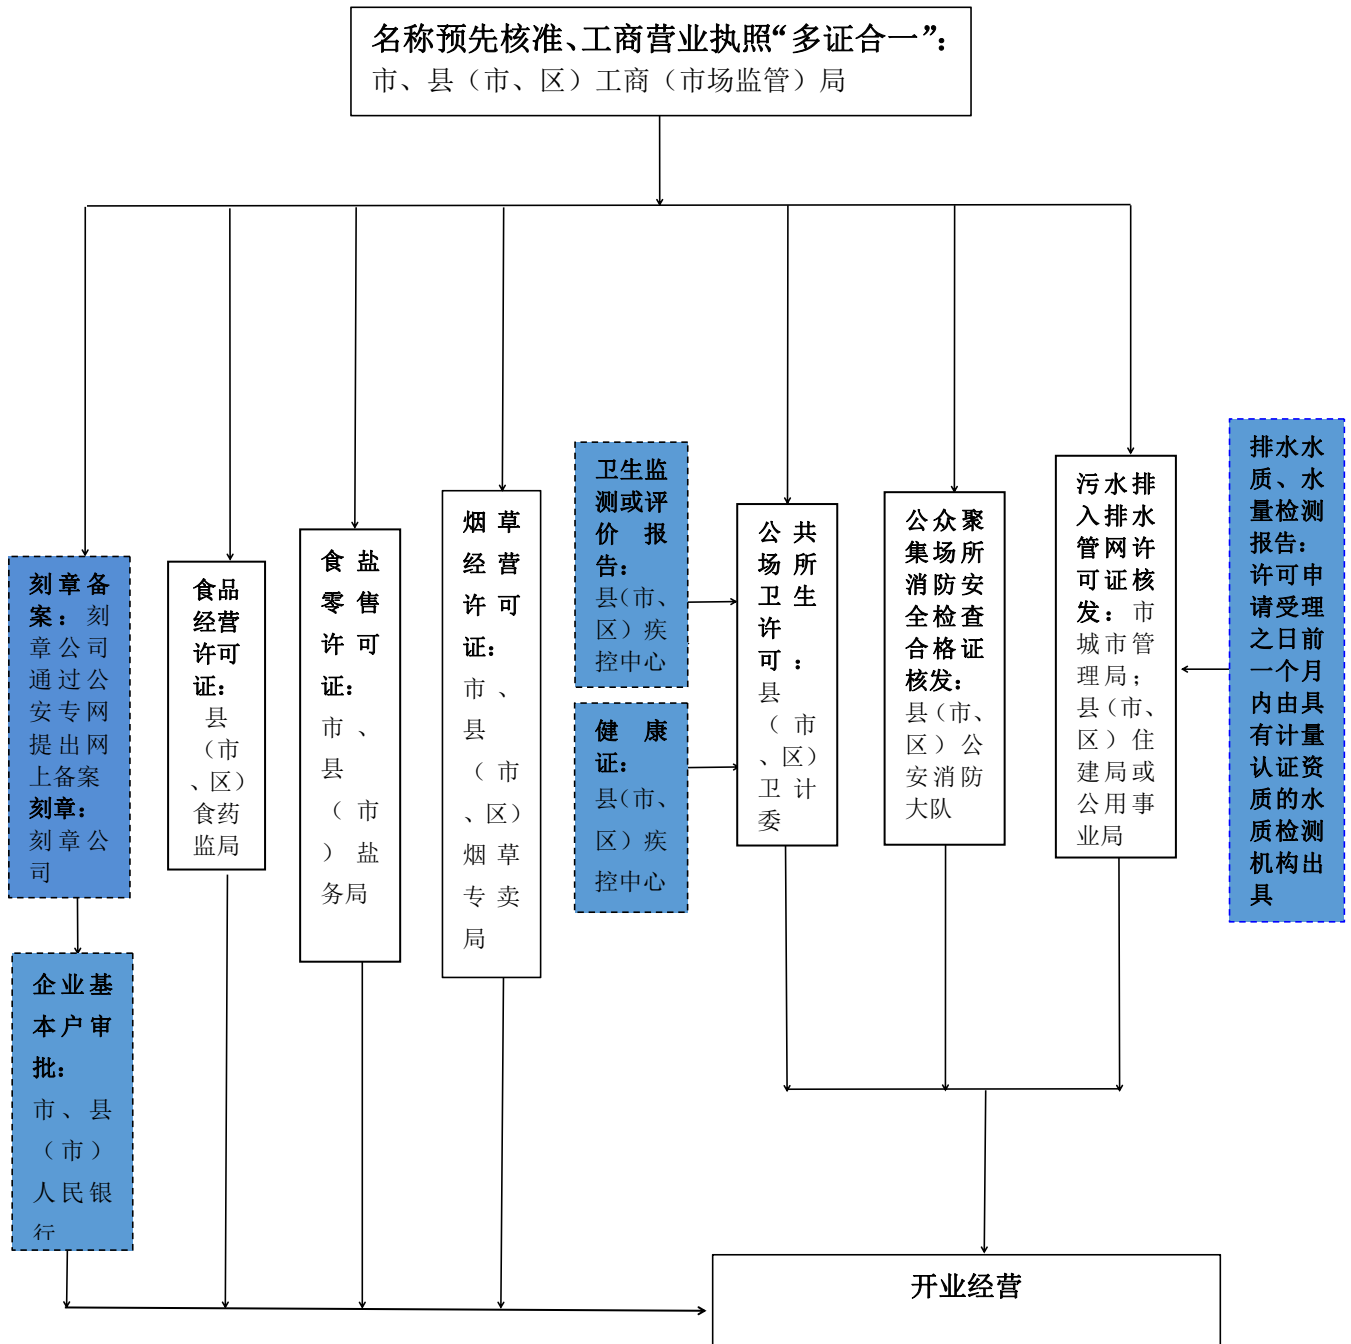 名称预先核准、工商营业执照“多证合一”：
市、县（市、区）工商（市场监管）局
刻章备
案：刻
章公司
通过公
安专网
提出网
上备案
刻章：
刻章公
司
企业基
本户审
批：
市、县
（市）
人民银
行
食品
经营
许可
证：
县
（市
、区）
食药
监局
食盐
零售
许可
证：
市、
县
（市
）盐
务局
烟草
经营
许可
证：
市、
县
（市
、区）
烟草
专卖
局
卫生监
测或评
价报
告：
县（市、
区）疾
控中心
健康
证：
县（市、
区）疾
控中心
公共
场所
卫生
许可
：
县
（市
、区）
卫计
委
公众聚
集场所
消防安
全检查
合格证
核发：
县（市、
区）公
安消防
大队
污水排
入排水
管网许
可证核
发：市
城市管
理局；
县（市、
区）住
建局或
公用事
业局
排水水
质、水
量检测
报告：
许可申
请受理
之日前
一个月
内由具
有计量
认证资
质的水
质检测
机构出
具
开业经营